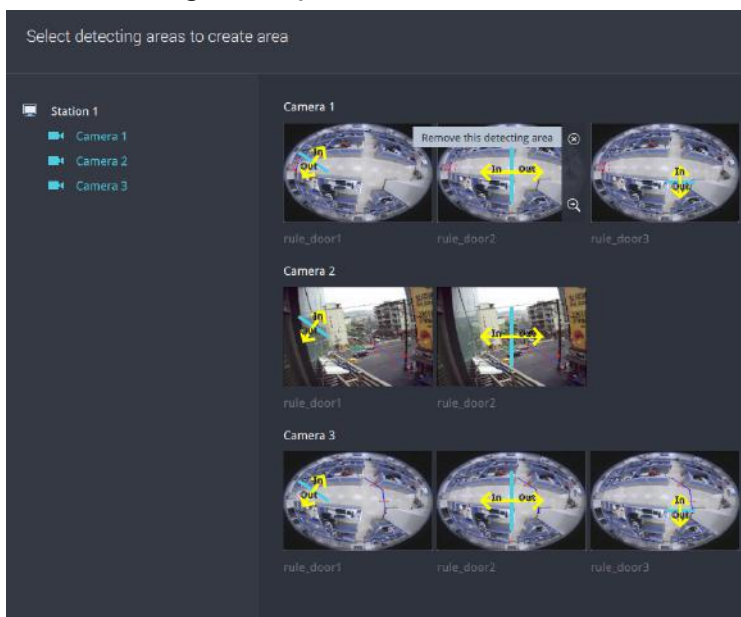 Select detecting areas to create area
Station 1
Camera 1
Camera 2
Camera 3
Camera 1
Remove this detecting area
In
Out
In Out
In
Out
rule_door1 rule_door2 rule_door3
Camera 2
In
In Out
rule_door1 rule_door2
Camera 3
In
Out
In Out
In
Out
rule_door1 rule_door2 rule_door3